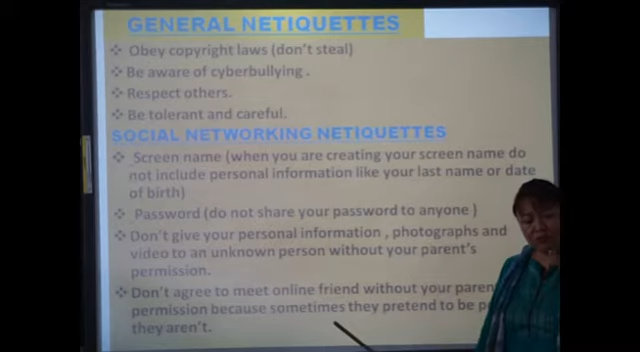 GENERAL NETIQUETTES
❖ Obey copyright laws (don't steal)
❖ Be aware of cyberbullying .
❖ Respect others.
❖ Be tolerant and careful.
SOCIAL NETWORKING NETIQUETTES
❖ Screen name (when you are creating your screen name do
not include personal information like your last name or date
of birth)
❖ Password (do not share your password to anyone )
❖ Don't give your personal information , photographs and
video to an unknown person without your parent's
permission.
❖ Don't agree to meet online friend without your
permission because sometimes they pretend to be
they aren't.